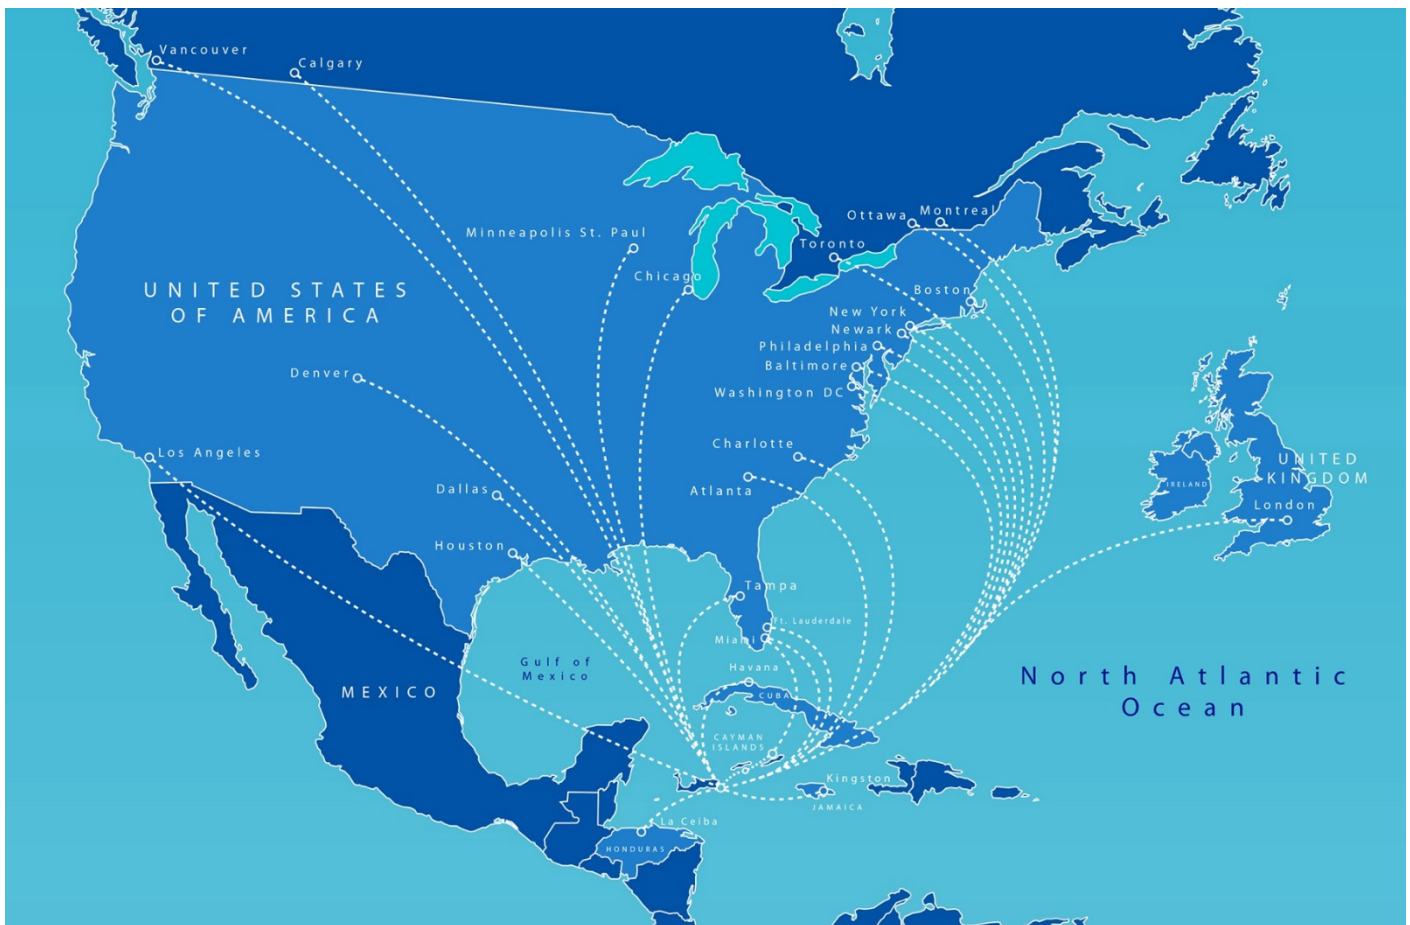 Vancouver
Calgary
Minneapolis St. Paul
Chicago
Ottawa
Montreal
Toronto
UNITED STATES
OF AMERICA
Boston
New York
Newark
Philadelphia
Baltimore
Washington DC
Denver
Los Angeles
Charlotte
Dallas
Atlanta
Houston
UNITED
KINGDOM
IRELAND
London
Tampa
Ft. Lauderdale
Miami
Gulf of
Mexico
Havana
MEXICO
CUBA
North Atlantic
Ocean
CAYMAN
ISLANDS
Kingston
JAMAICA
La Ceiba
HONDURAS